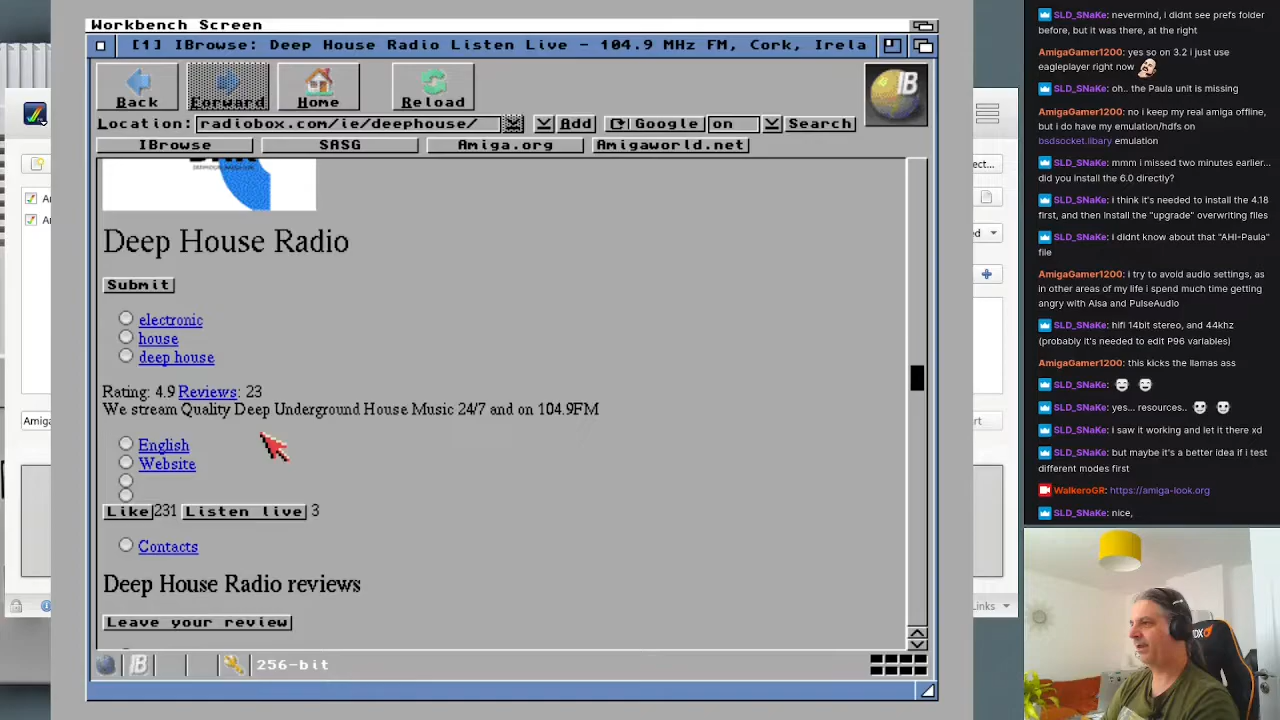 Workbench Screen
[1] IBrowse: Deep House Radio Listen Live - 104.9 MHz FM, Cork, Irela
Back
Forward
Home
Reload
IB
Location: radiobox.com/ie/deephouse/
Add
Google
on
Search
IBrowse
SASG
Amiga.org
Amigaworld.net
Deep House Radio
Submit
electronic
house
deep house
Rating: 4.9 Reviews: 23
We stream Quality Deep Underground House Music 24/7 and on 104.9FM
English
Website
Like 231 Listen live 3
Contacts
Deep House Radio reviews
Leave your review
IB
256-bit
Amiga
ect...
ed
rt
Links
SLD_SNaKe: nevermind, i didnt see prefs folder
before, but it was there, at the right
AmigaGamer1200: yes so on 3.2 i just use
eagleplayer right now
SLD_SNaKe: oh.. the Paula unit is missing
AmigaGamer1200: no i keep my real amiga offline,
but i do have my emulation/hdfs on
bsdsocket.libary emulation
SLD_SNaKe: mmm i missed two minutes earlier...
did you install the 6.0 directly?
SLD_SNaKe: i think it's needed to install the 4.18
first, and then install the "upgrade" overwriting files
SLD_SNaKe: i didnt know about that "AHI-Paula"
file
AmigaGamer1200: i try to avoid audio settings, as
in other areas of my life i spend much time getting
angry with Alsa and PulseAudio
SLD_SNaKe: hifi 14bit stereo, and 44khz
(probably it's needed to edit P96 variables)
AmigaGamer1200: this kicks the llamas ass
SLD_SNaKe:
SLD_SNaKe: yes... resources..
SLD_SNaKe: i saw it working and let it there xd
SLD_SNaKe: but maybe it's a better idea if i test
different modes first
WalkeroGR: https://amiga-look.org
SLD_SNaKe: nice,